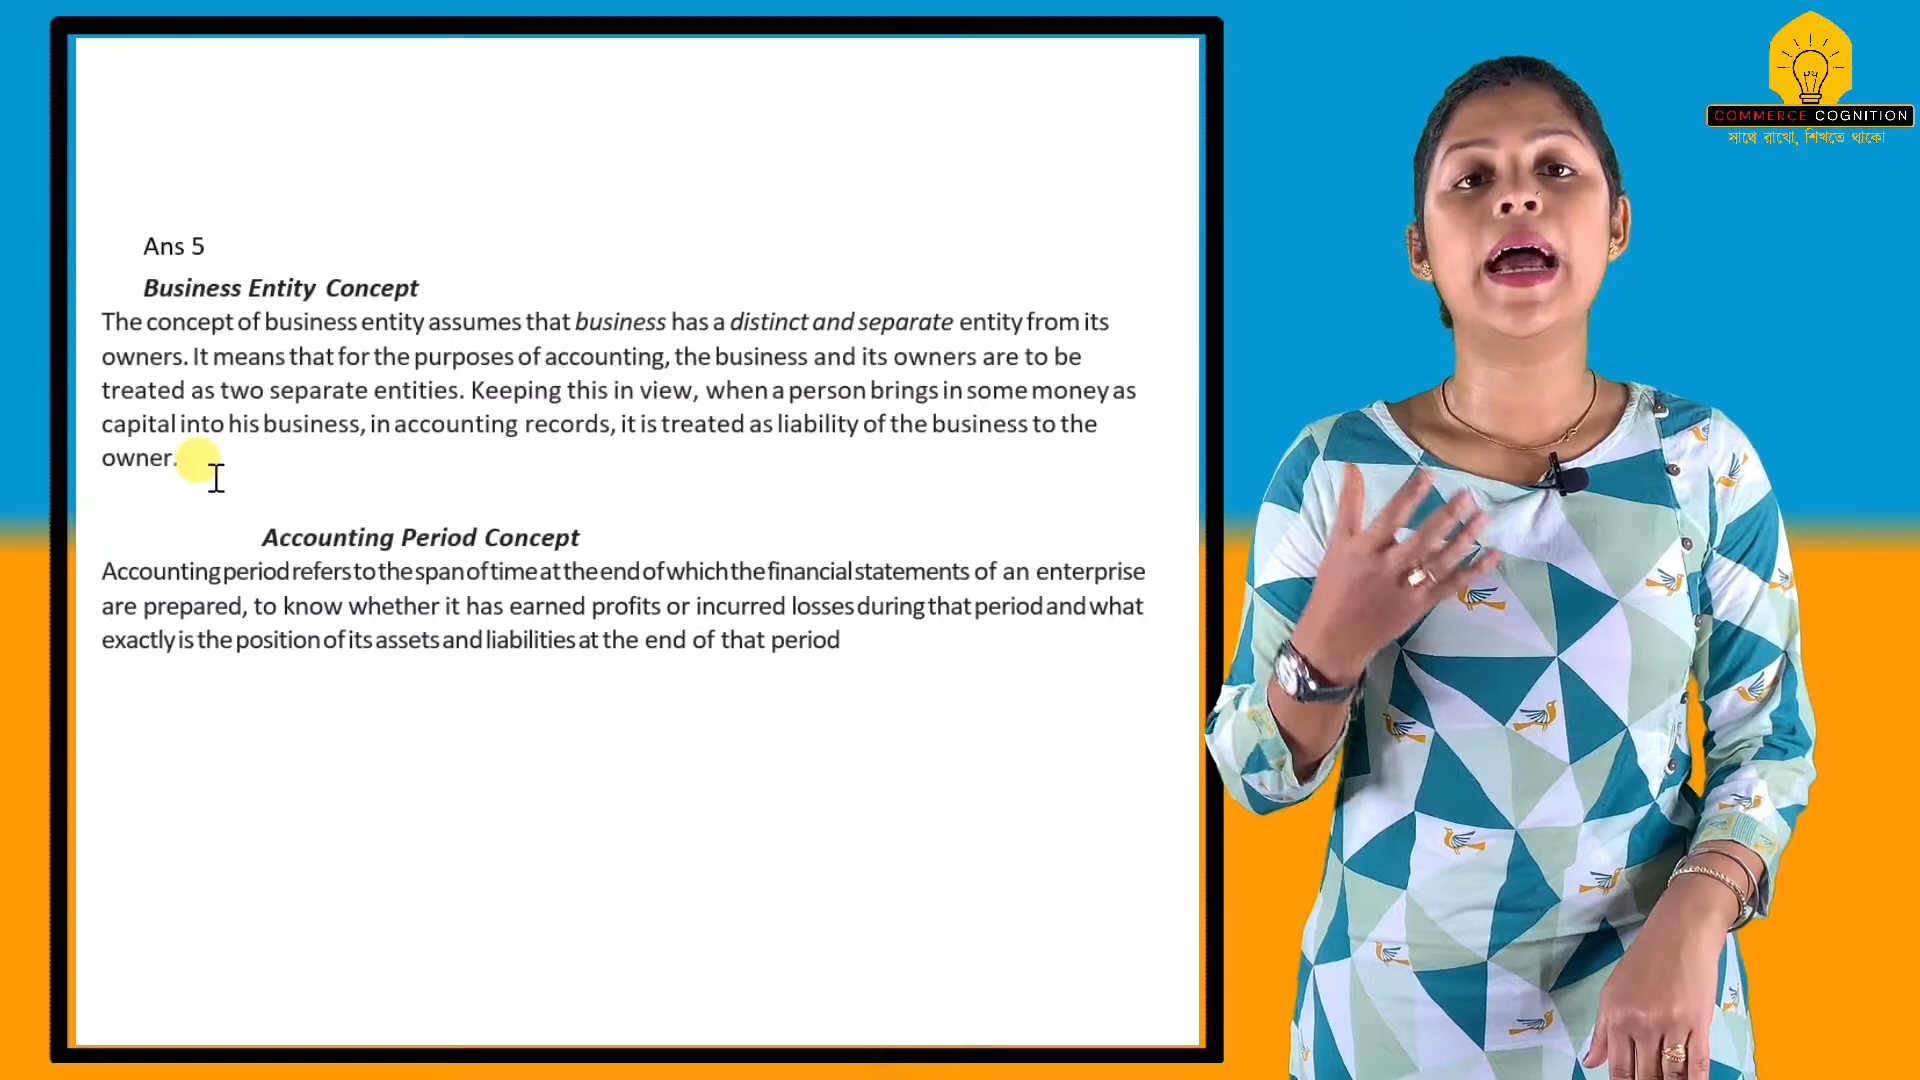 COMMERCE COGNITION
সাথে রাখো, শিখতে থাকো
Ans 5
Business Entity Concept
The concept of business entity assumes that business has a distinct and separate entity from its
owners. It means that for the purposes of accounting, the business and its owners are to be
treated as two separate entities. Keeping this in view, when a person brings in some money as
capital into his business, in accounting records, it is treated as liability of the business to the
owner.
Accounting Period Concept
Accounting period refers to the span of time at the end of which the financial statements of an enterprise
are prepared, to know whether it has earned profits or incurred losses during that period and what
exactly is the position of its assets and liabilities at the end of that period